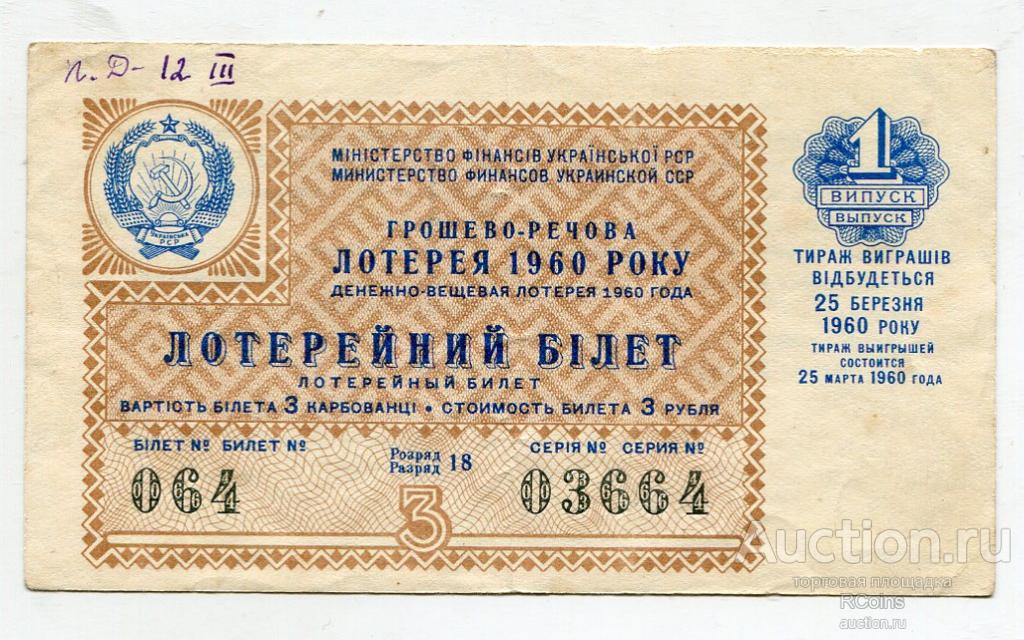 л. Д- 12 III
УКРАЇНСЬКА
РСР
МІНІСТЕРСТВО ФІНАНСІВ УКРАЇНСЬКОЇ РСР
МИНИСТЕРСТВО ФИНАНСОВ УКРАИНСКОЙ ССР
ГРОШЕВО-РЕЧОВА
ЛОТЕРЕЯ 1960 РОКУ
ДЕНЕЖНО-ВЕЩЕВАЯ ЛОТЕРЕЯ 1960 ГОДА
ЛОТЕРЕЙНИЙ БІЛЕТ
ЛОТЕРЕЙНЫЙ БИЛЕТ
ВАРТІСТЬ БІЛЕТА 3 КАРБОВАНЦІ • СТОИМОСТЬ БИЛЕТА 3 РУБЛЯ
БІЛЕТ № БИЛЕТ №
064
Розряд
Разряд 18
СЕРІЯ № СЕРИЯ №
03664
3
1
ВИПУСК
ВЫПУСК
ТИРАЖ ВИГРАШІВ
ВІДБУДЕТЬСЯ
25 БЕРЕЗНЯ
1960 РОКУ
ТИРАЖ ВЫИГРЫШЕЙ
СОСТОИТСЯ
25 МАРТА 1960 ГОДА
Auction.ru
торговая площадка
RCoins
auction.ru